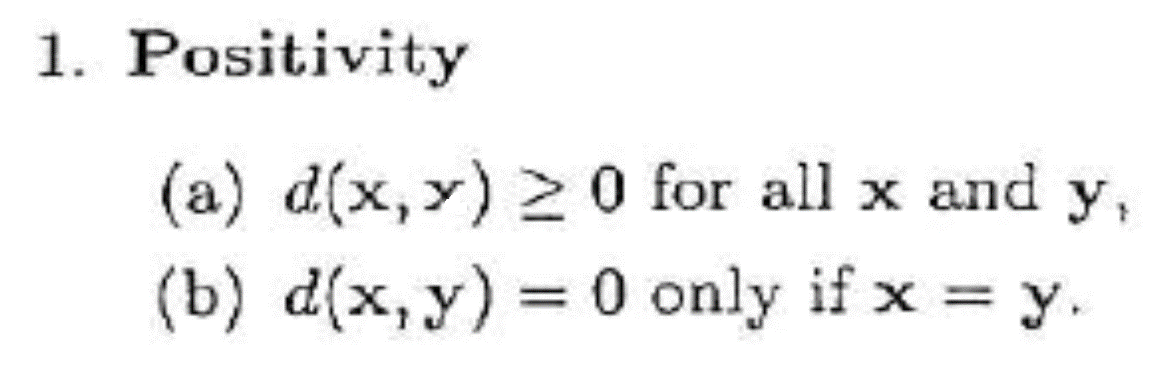 1. Positivity
(a) d(x, y) ≥ 0 for all x and y,
(b) d(x, y) = 0 only if x = y.